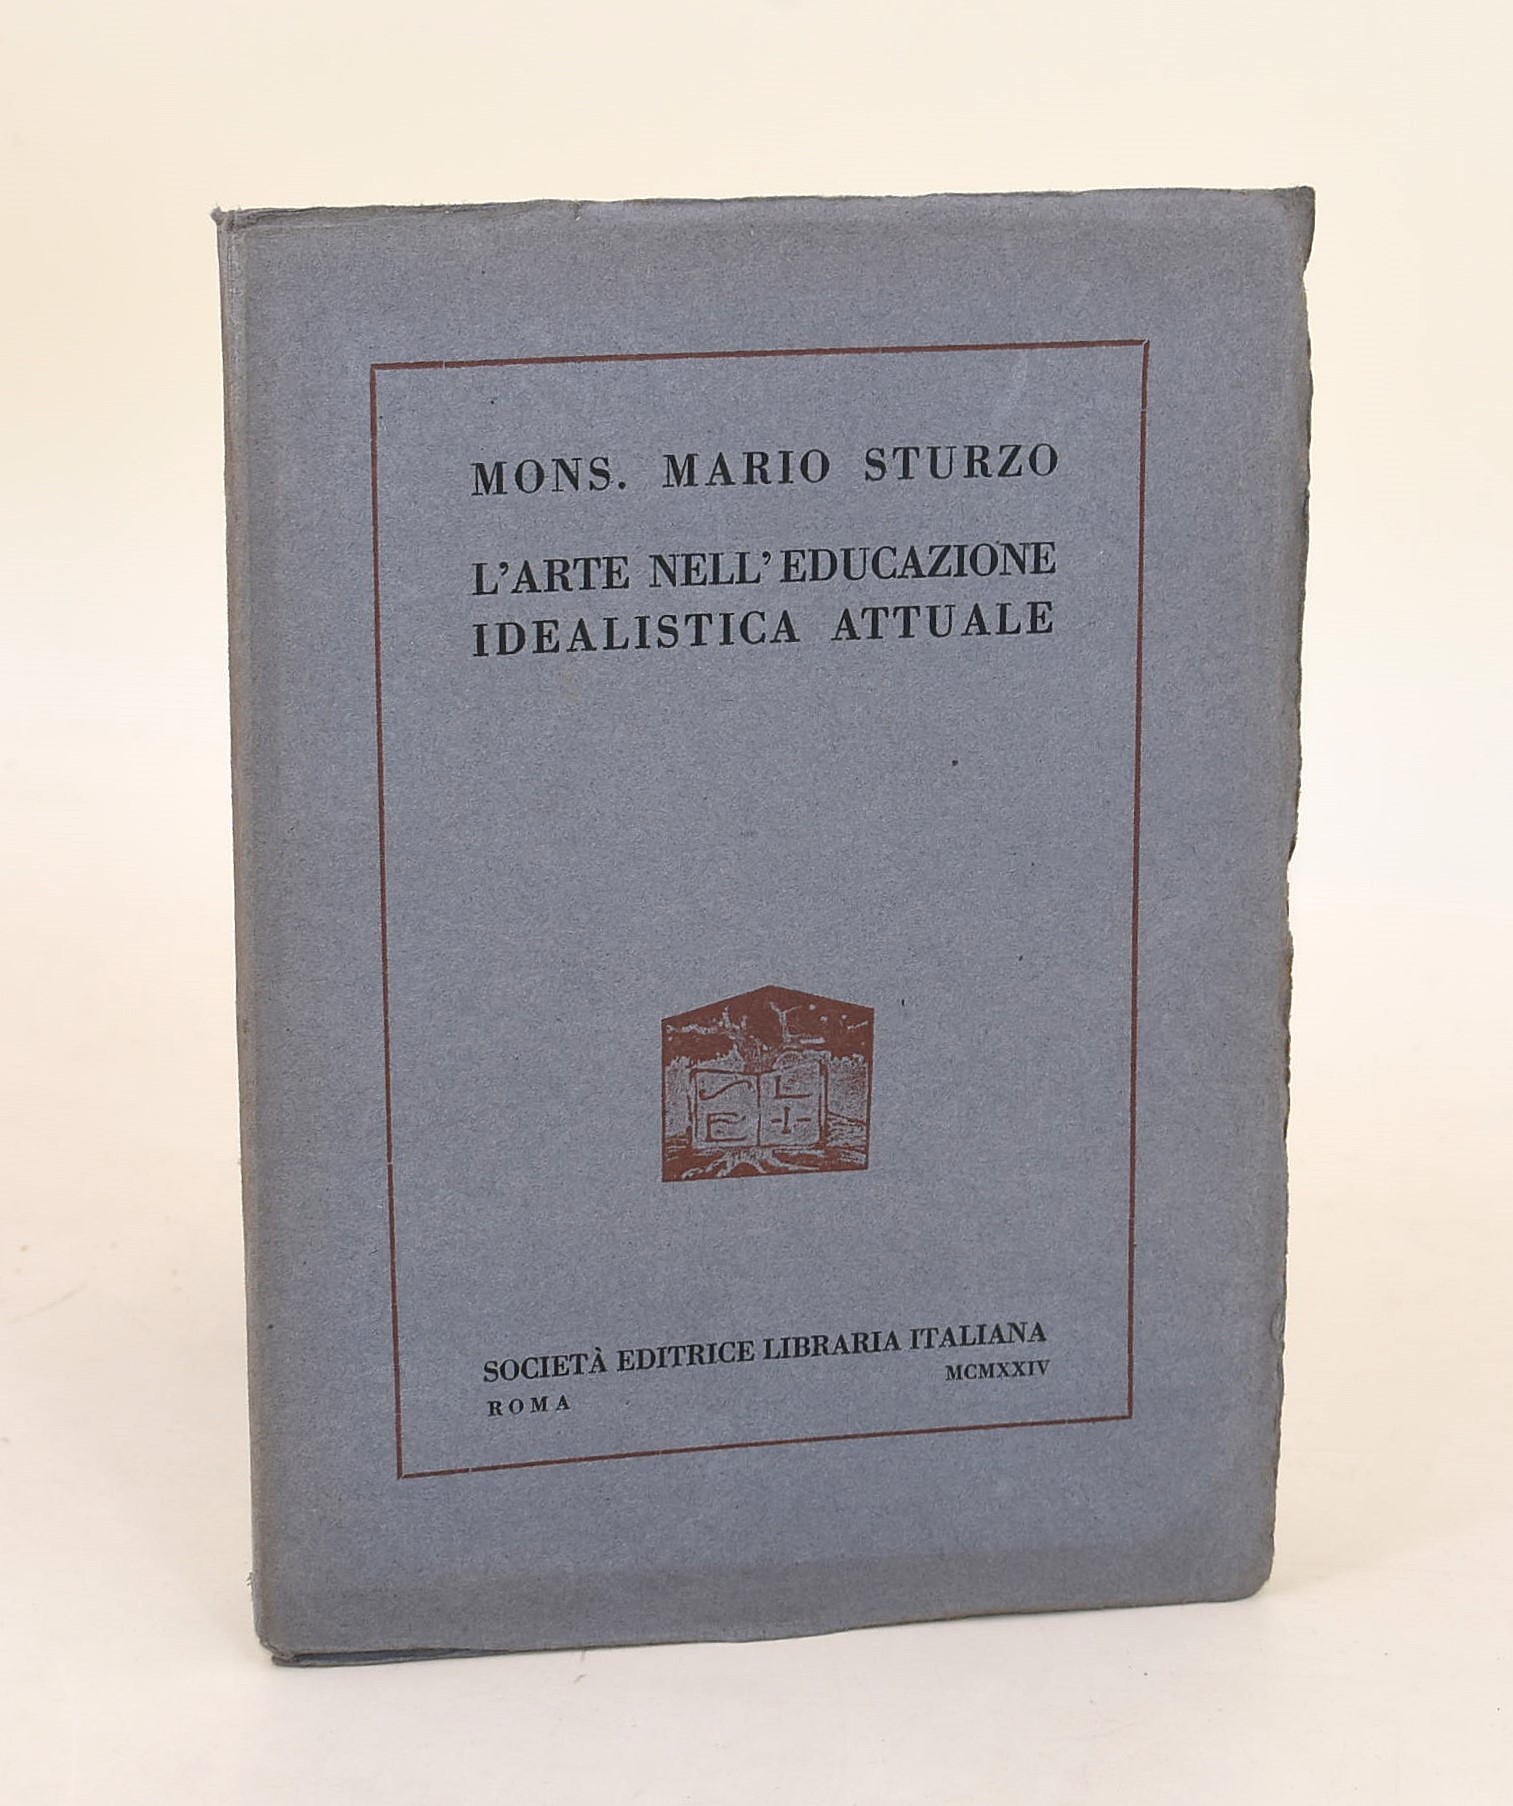 MONS. MARIO STURZO
L'ARTE NELL'EDUCAZIONE
IDEALISTICA ATTUALE
S L
E I
SOCIETÀ EDITRICE LIBRARIA ITALIANA
MCMXXIV
ROMA